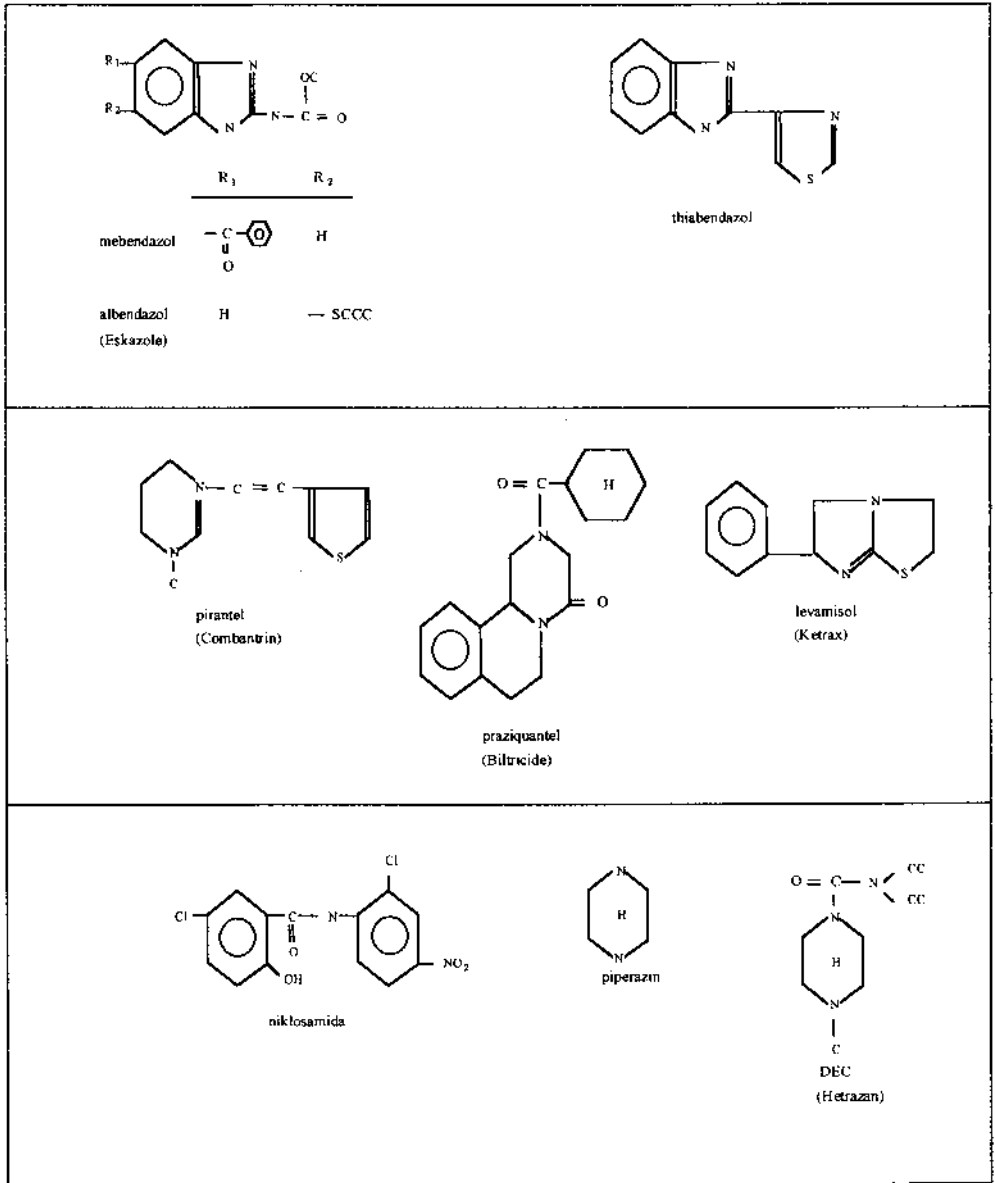 R1
R2
N
N
OC
N – C = O
R1 R2
mebendazol – C – O H
O
albendazol H — SCCC
(Eskazole)
N
N
N
S
thiabendazol
N – C = C
N
C
S
pirantel
(Combantrin)
O = C H
N
N
O
praziquantel
(Biltricide)
N
N
S
levamisol
(Ketrax)
Cl
Cl
C – N
O
OH
NO2
niklosamida
N
H
N
piperazin
O = C – N CC
CC
N
H
N
C
DEC
(Hetrazan)